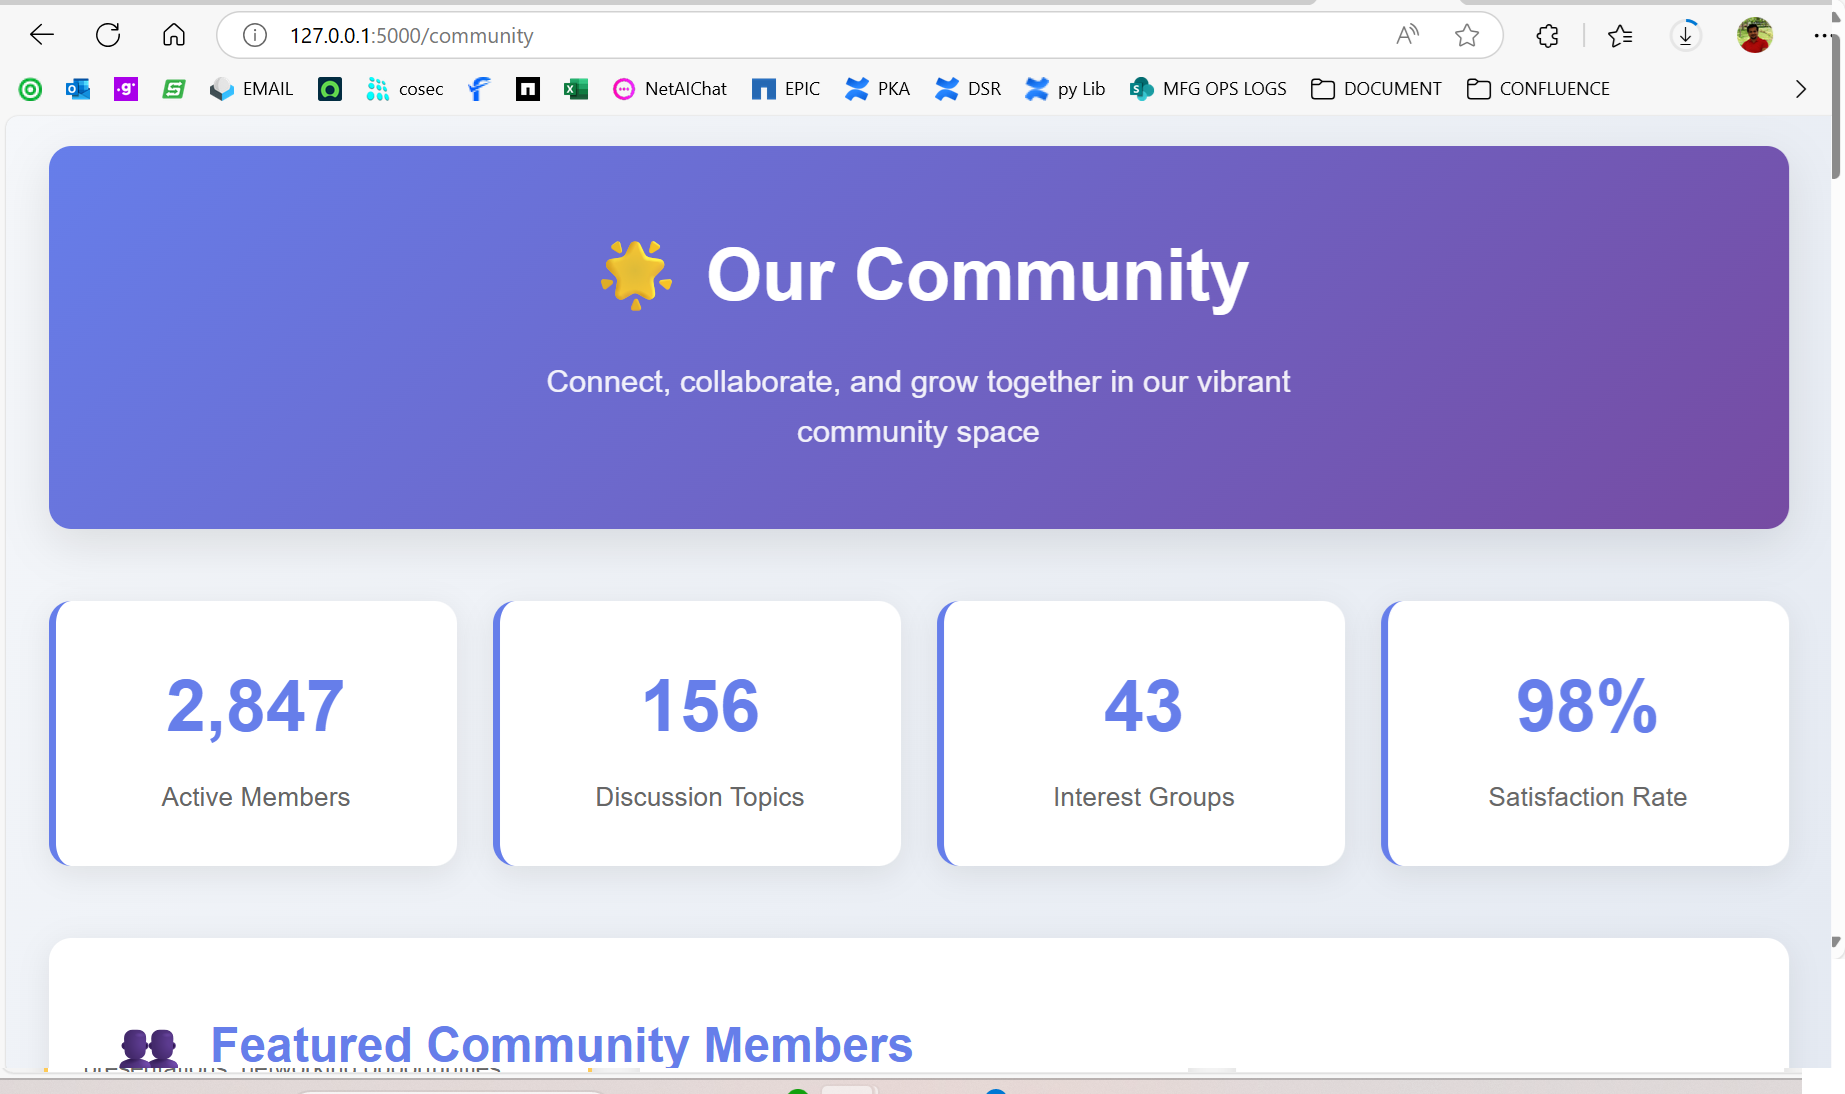 127.0.0.1:5000/community
EMAIL cosec NetAIChat EPIC PKA DSR py Lib MFG OPS LOGS DOCUMENT CONFLUENCE
Our Community
Connect, collaborate, and grow together in our vibrant
community space
2,847
Active Members
156
Discussion Topics
43
Interest Groups
98%
Satisfaction Rate
Featured Community Members